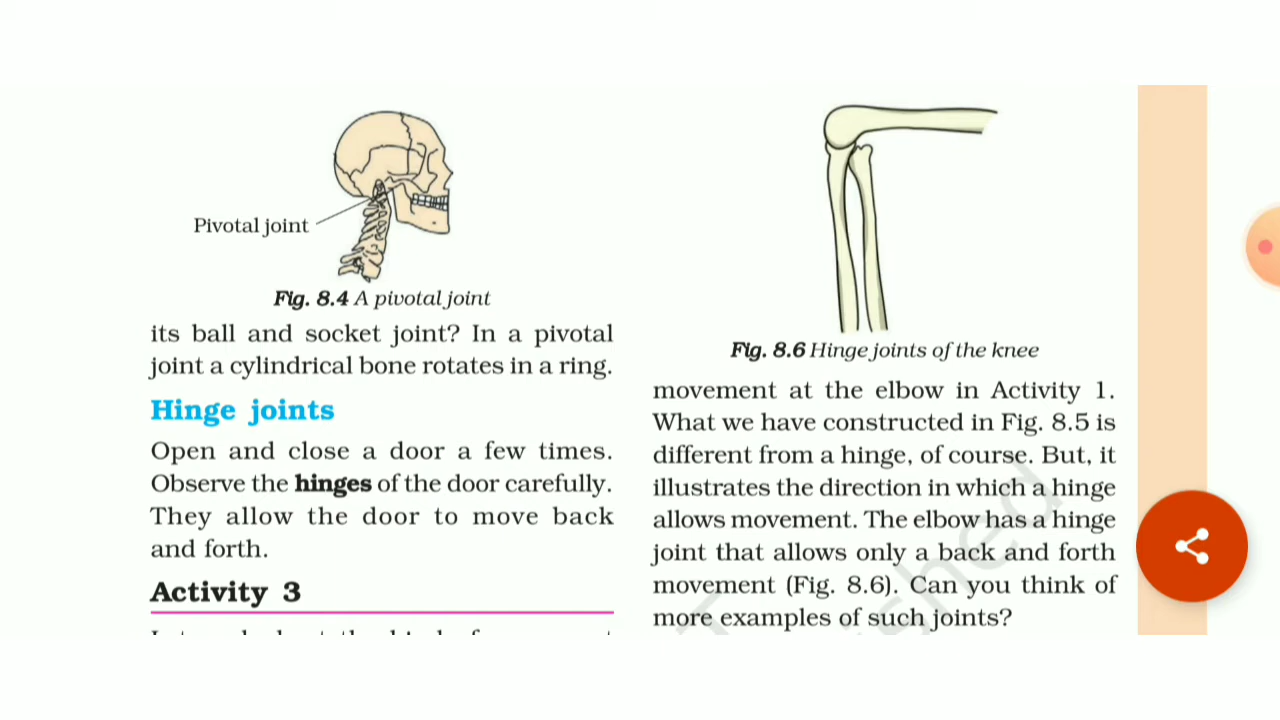 Pivotal joint
Fig. 8.4 A pivotal joint
its ball and socket joint? In a pivotal
joint a cylindrical bone rotates in a ring.
Hinge joints
Open and close a door a few times.
Observe the hinges of the door carefully.
They allow the door to move back
and forth.
Activity 3
Fig. 8.6 Hinge joints of the knee
movement at the elbow in Activity 1.
What we have constructed in Fig. 8.5 is
different from a hinge, of course. But, it
illustrates the direction in which a hinge
allows movement. The elbow has a hinge
joint that allows only a back and forth
movement (Fig. 8.6). Can you think of
more examples of such joints?